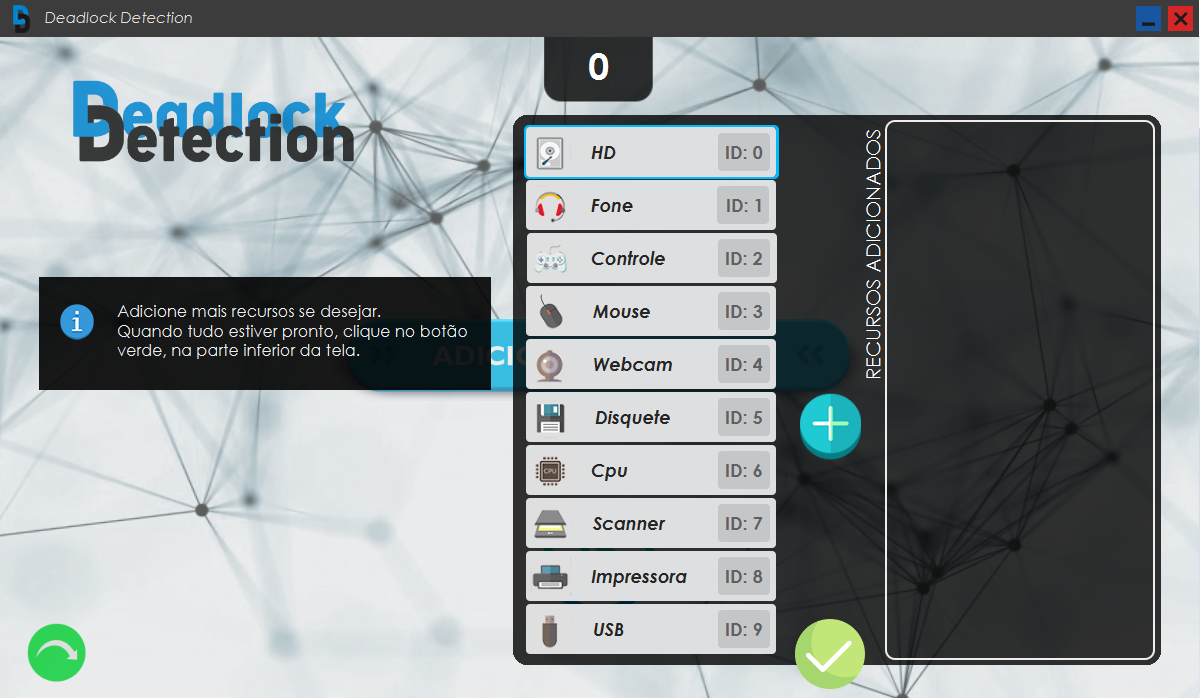 Deadlock Detection
0
Deadlock
Detection
HD
ID: 0
Fone
ID: 1
Controle
ID: 2
Mouse
ID: 3
Webcam
ID: 4
Disquete
ID: 5
Cpu
ID: 6
CPU
Scanner
ID: 7
Impressora
ID: 8
USB
ID: 9
RECURSOS ADICIONADOS
Adicione mais recursos se desejar.
Quando tudo estiver pronto, clique no botão
verde, na parte inferior da tela.